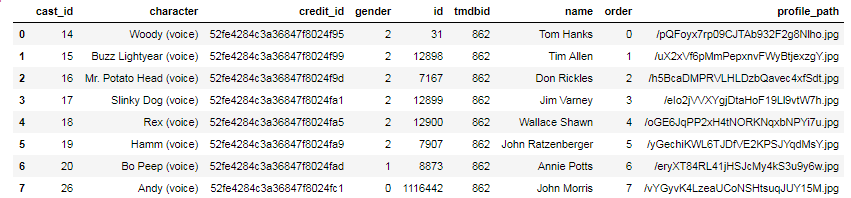 cast_id character credit_id gender id tmdbid name order profile_path
0 14 Woody (voice) 52fe4284c3a36847f8024f95 2 31 862 Tom Hanks 0 /pQFoyx7rp09CJTAb932F2g8Nlho.jpg
1 15 Buzz Lightyear (voice) 52fe4284c3a36847f8024f99 2 12898 862 Tim Allen 1 /uX2xVf6pMmPepxnvFWyBtjexzgY.jpg
2 16 Mr. Potato Head (voice) 52fe4284c3a36847f8024f9d 2 7167 862 Don Rickles 2 /h5BcaDMPRVLHLDzbQavec4xfSdt.jpg
3 17 Slinky Dog (voice) 52fe4284c3a36847f8024fa1 2 12899 862 Jim Varney 3 /eIo2jVVXYgjDtaHoF19Ll9vtW7h.jpg
4 18 Rex (voice) 52fe4284c3a36847f8024fa5 2 12900 862 Wallace Shawn 4 /oGE6JqPP2xH4tNORKNqxbNPYi7u.jpg
5 19 Hamm (voice) 52fe4284c3a36847f8024fa9 2 7907 862 John Ratzenberger 5 /yGechiKWL6TJDfVE2KPSJYqdMsY.jpg
6 20 Bo Peep (voice) 52fe4284c3a36847f8024fad 1 8873 862 Annie Potts 6 /eryXT84RL41jHSJcMy4kS3u9y6w.jpg
7 26 Andy (voice) 52fe4284c3a36847f8024fc1 0 1116442 862 John Morris 7 /vYGyvK4LzeaUCoNSHtsuqJUY15M.jpg